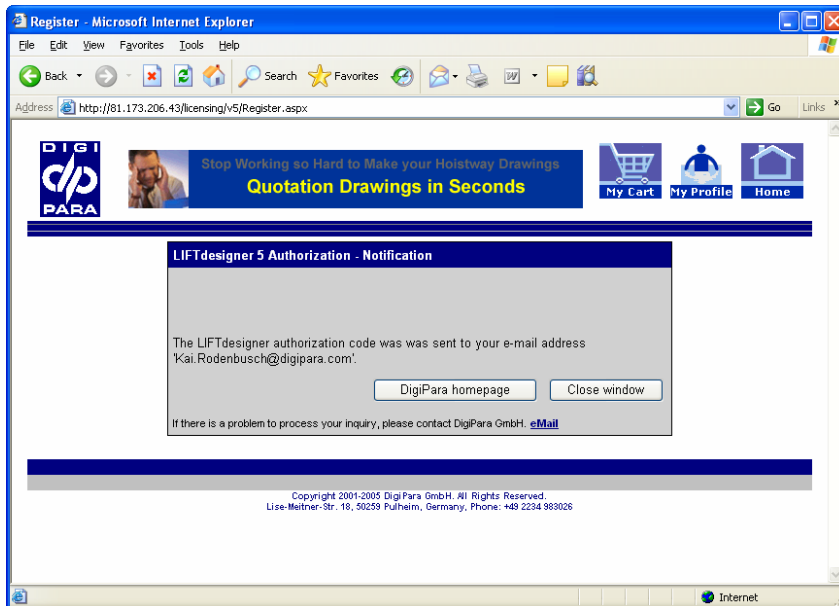 Register - Microsoft Internet Explorer
File Edit View Favorites Tools Help
Back Search Favorites
Address http://81.173.206.43/licensing/v5/Register.aspx Go Links »
DIGI
dp
PARA
Stop Working so Hard to Make your Hoistway Drawings
Quotation Drawings in Seconds
My Cart My Profile Home
LIFTdesigner 5 Authorization - Notification
The LIFTdesigner authorization code was was sent to your e-mail address
'Kai.Rodenbusch@digipara.com'.
DigiPara homepage Close window
If there is a problem to process your inquiry, please contact DigiPara GmbH. eMail
Copyright 2001-2005 DigiPara GmbH. All Rights Reserved.
Lise-Meitner-Str. 18, 50259 Pulheim, Germany, Phone: +49 2234 983026
Internet